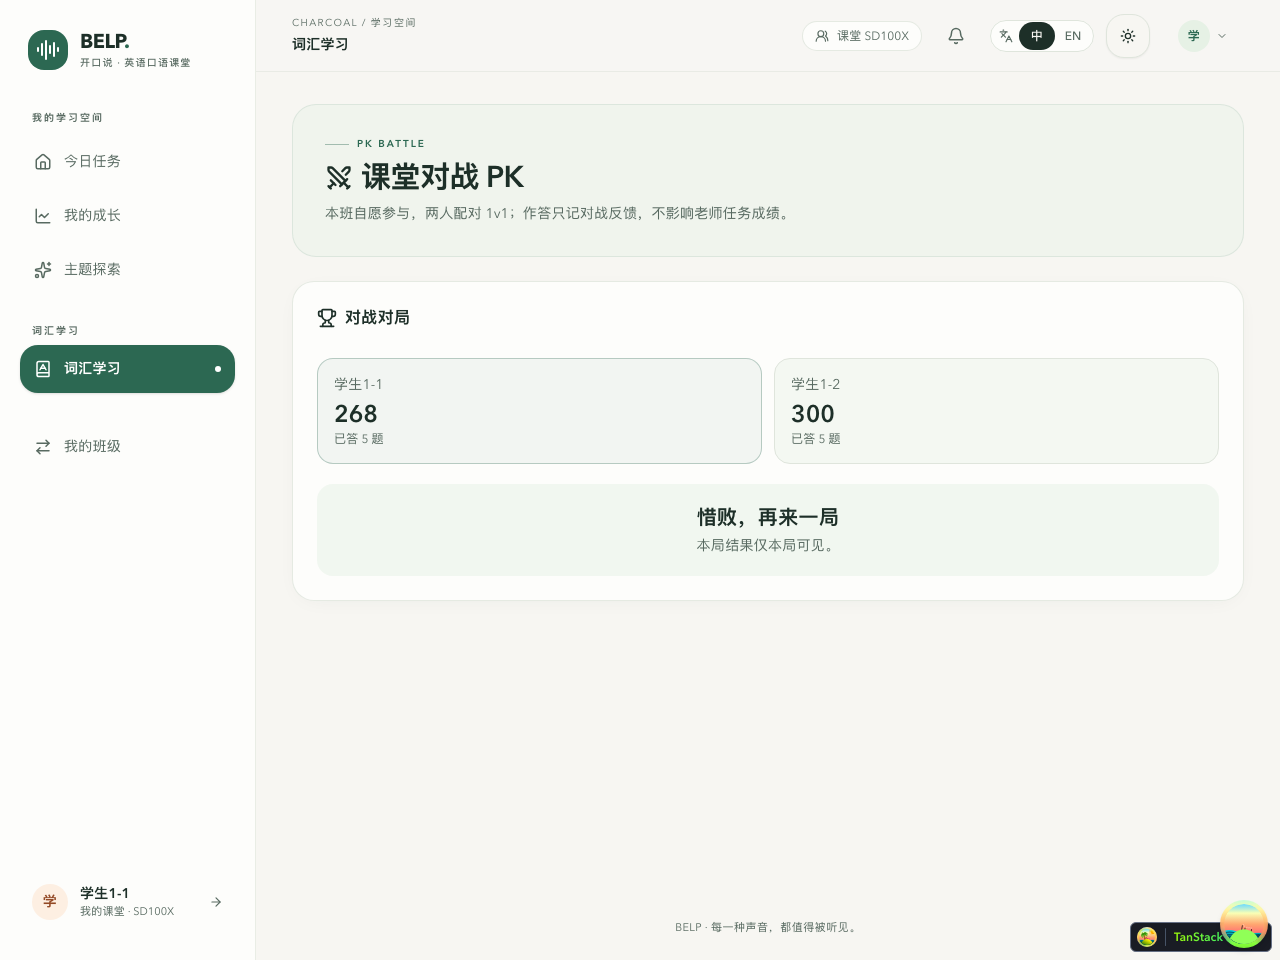 BELP.
开口说 · 英语口语课堂
我的学习空间
今日任务
我的成长
主题探索
词汇学习
词汇学习
我的班级
学
学生1-1
我的课堂 · SD100X
CHARCOAL / 学习空间
词汇学习
课堂 SD100X
中
EN
学
PK BATTLE
课堂对战 PK
本班自愿参与，两人配对 1v1；作答只记对战反馈，不影响老师任务成绩。
对战对局
学生1-1
268
已答 5 题
学生1-2
300
已答 5 题
惜败，再来一局
本局结果仅本局可见。
BELP · 每一种声音，都值得被听见。
TanStack